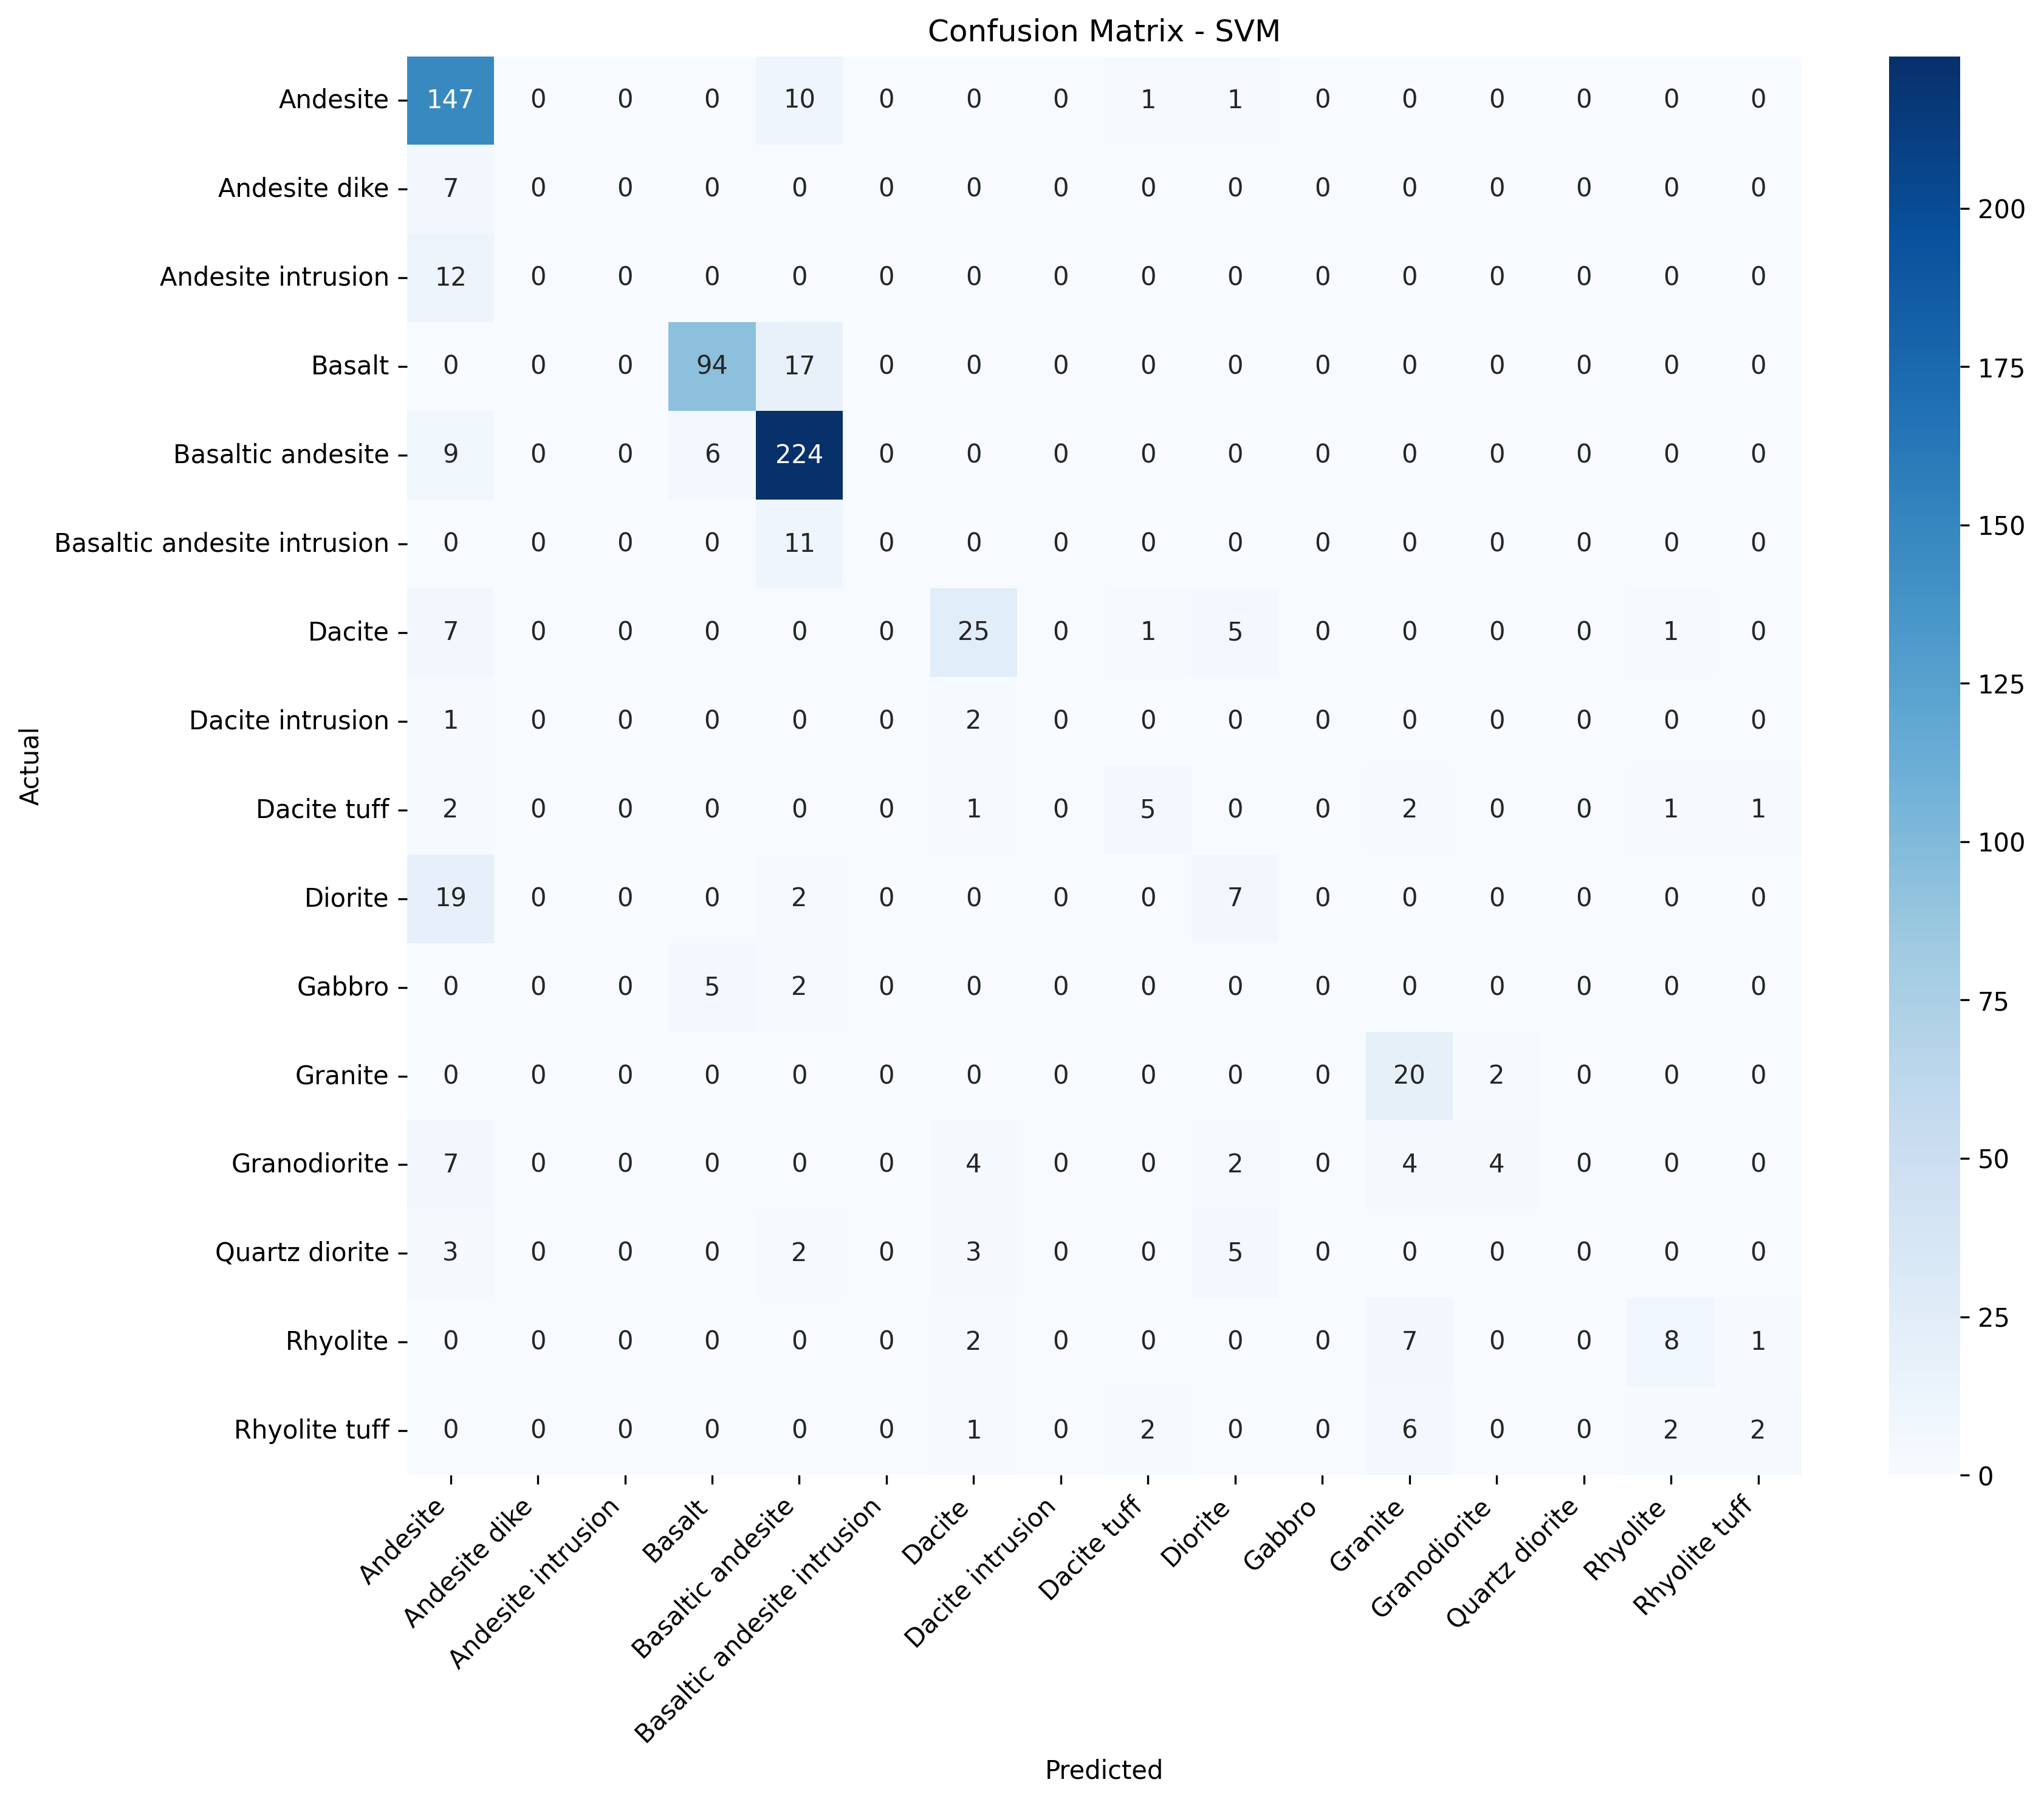 Confusion Matrix - SVM
Actual
Andesite 147 0 0 0 10 0 0 0 1 1 0 0 0 0 0 0
Andesite dike 7 0 0 0 0 0 0 0 0 0 0 0 0 0 0 0
Andesite intrusion 12 0 0 0 0 0 0 0 0 0 0 0 0 0 0 0
Basalt 0 0 0 94 17 0 0 0 0 0 0 0 0 0 0 0
Basaltic andesite 9 0 0 6 224 0 0 0 0 0 0 0 0 0 0 0
Basaltic andesite intrusion 0 0 0 0 11 0 0 0 0 0 0 0 0 0 0 0
Dacite 7 0 0 0 0 0 25 0 1 5 0 0 0 0 1 0
Dacite intrusion 1 0 0 0 0 0 2 0 0 0 0 0 0 0 0 0
Dacite tuff 2 0 0 0 0 0 1 0 5 0 0 2 0 0 1 1
Diorite 19 0 0 0 2 0 0 0 0 7 0 0 0 0 0 0
Gabbro 0 0 0 5 2 0 0 0 0 0 0 0 0 0 0 0
Granite 0 0 0 0 0 0 0 0 0 0 0 20 2 0 0 0
Granodiorite 7 0 0 0 0 0 4 0 0 2 0 4 4 0 0 0
Quartz diorite 3 0 0 0 2 0 3 0 0 5 0 0 0 0 0 0
Rhyolite 0 0 0 0 0 0 2 0 0 0 0 7 0 0 8 1
Rhyolite tuff 0 0 0 0 0 0 1 0 2 0 0 6 0 0 2 2
Andesite
Andesite dike
Andesite intrusion
Basalt
Basaltic andesite
Basaltic andesite intrusion
Dacite
Dacite intrusion
Dacite tuff
Diorite
Gabbro
Granite
Granodiorite
Quartz diorite
Rhyolite
Rhyolite tuff
Predicted
200
175
150
125
100
75
50
25
0